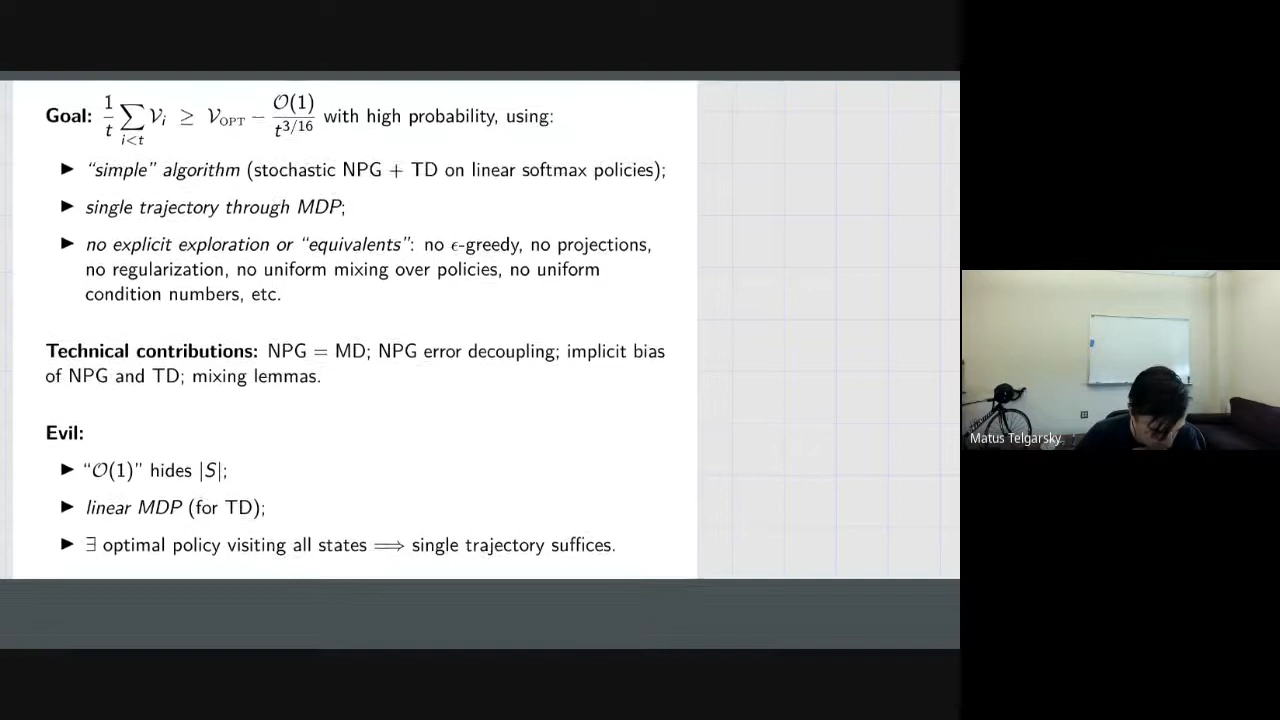 Goal: 1/t ∑_{i<t} 𝒱_i ≥ 𝒱_OPT − 𝒪(1)/t^{3/16} with high probability, using:
▶ “simple” algorithm (stochastic NPG + TD on linear softmax policies);
▶ single trajectory through MDP;
▶ no explicit exploration or “equivalents”: no ϵ-greedy, no projections,
no regularization, no uniform mixing over policies, no uniform
condition numbers, etc.
Technical contributions: NPG = MD; NPG error decoupling; implicit bias
of NPG and TD; mixing lemmas.
Evil:
▶ “𝒪(1)” hides |S|;
▶ linear MDP (for TD);
▶ ∃ optimal policy visiting all states ⟹ single trajectory suffices.
Matus Telgarsky